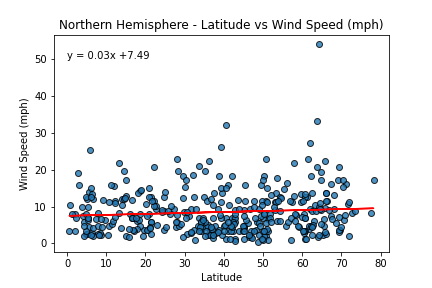 Northern Hemisphere - Latitude vs Wind Speed (mph)
y = 0.03x +7.49
Wind Speed (mph)
50
40
30
20
10
0
0 10 20 30 40 50 60 70 80
Latitude